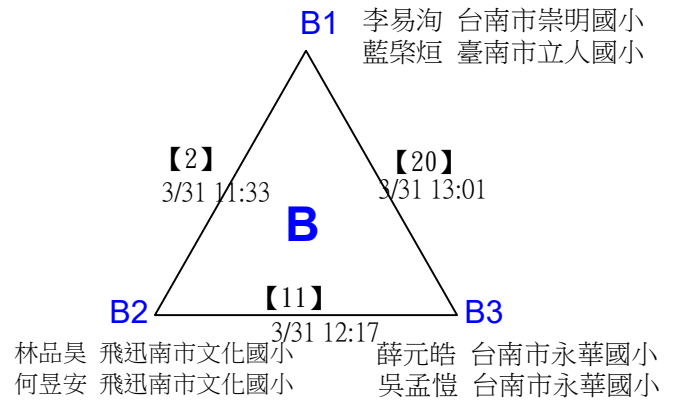 B1
李易洵 台南市崇明國小
藍棨烜 臺南市立人國小
【2】
3/31 11:33
【20】
3/31 13:01
B
B2
【11】
3/31 12:17
B3
林品昊 飛迅南市文化國小
何昱安 飛迅南市文化國小
薛元皓 台南市永華國小
吳孟愷 台南市永華國小